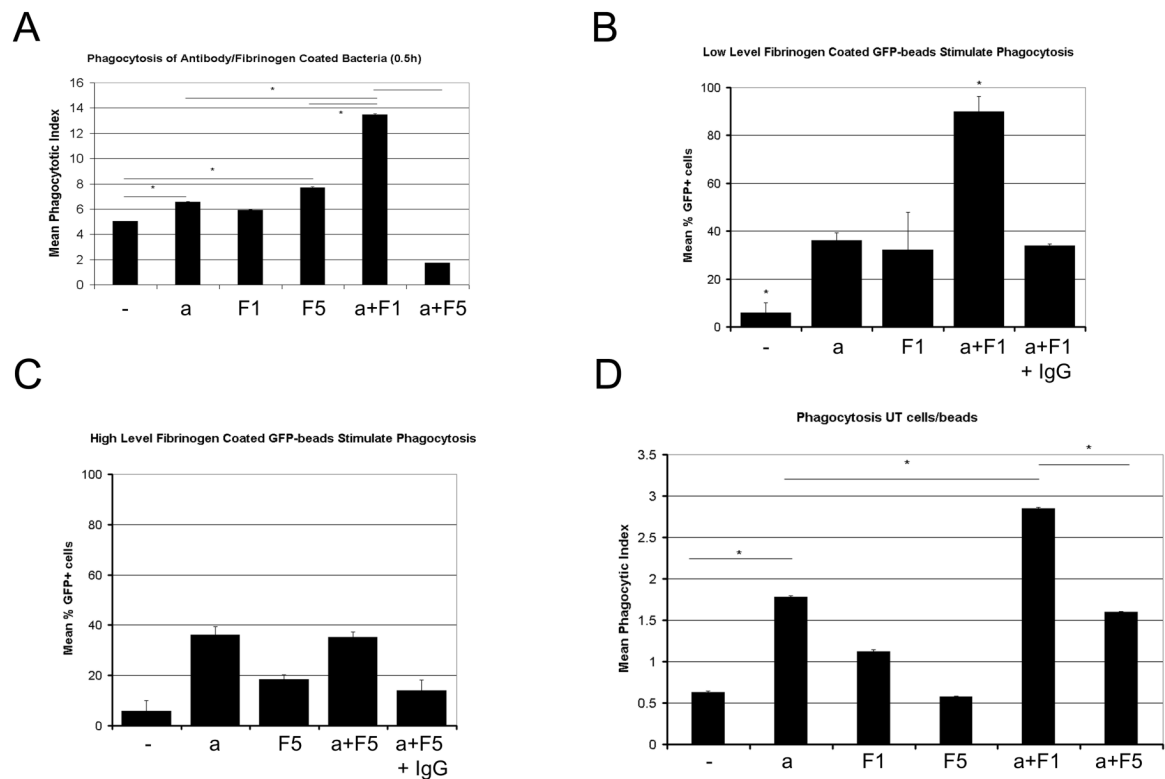 A
Phagocytosis of Antibody/Fibrinogen Coated Bacteria (0.5h)
Mean Phagocytotic Index
16
14
12
10
8
6
4
2
0
*
*
*
*
- a F1 F5 a+F1 a+F5
B
Low Level Fibrinogen Coated GFP-beads Stimulate Phagocytosis
Mean % GFP+ cells
100
80
60
40
20
0
*
*
- a F1 a+F1 a+F1
+ IgG
C
High Level Fibrinogen Coated GFP-beads Stimulate Phagocytosis
Mean % GFP+ cells
100
80
60
40
20
0
- a F5 a+F5 a+F5
+ IgG
D
Phagocytosis UT cells/beads
Mean Phagocytic Index
3.5
3
2.5
2
1.5
1
0.5
0
*
*
*
- a F1 F5 a+F1 a+F5